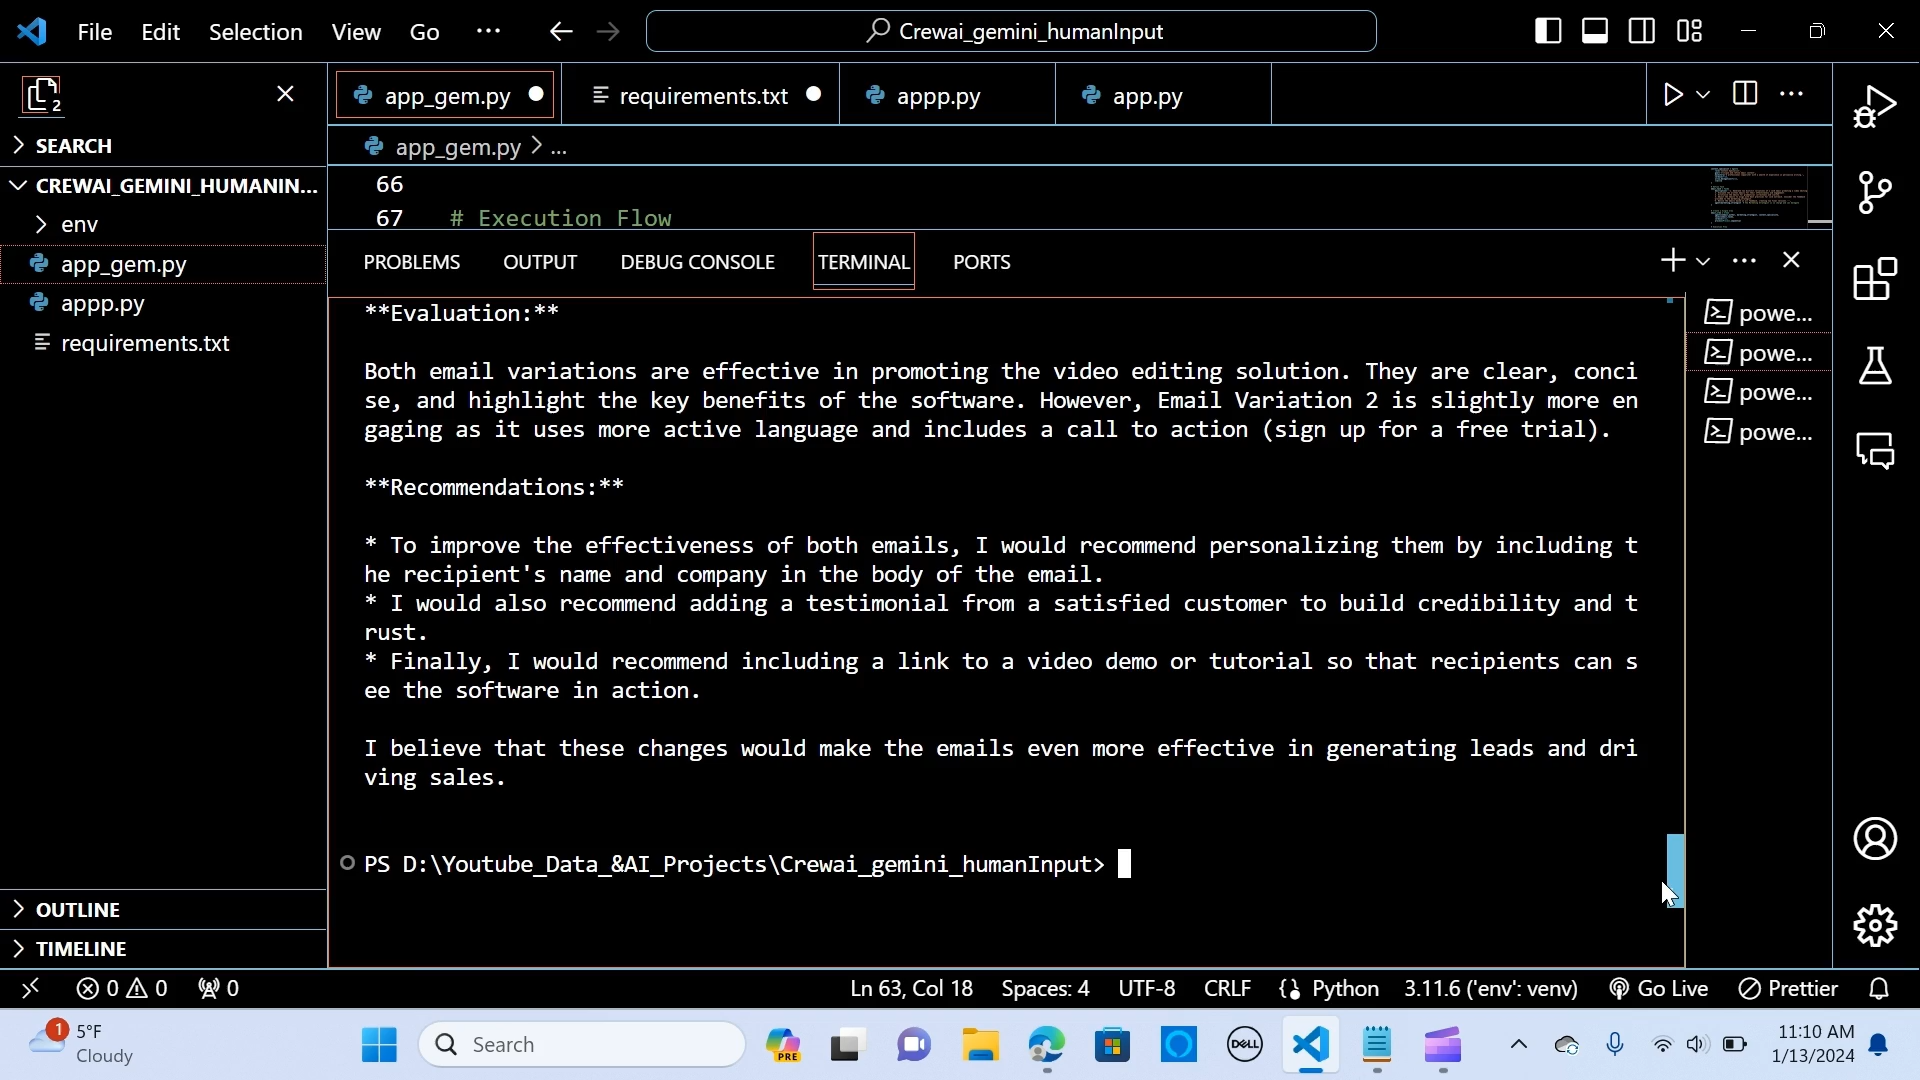 File Edit Selection View Go ··· Crewai_gemini_humanInput
2
app_gem.py requirements.txt appp.py app.py
SEARCH
app_gem.py > ...
CREWAI_GEMINI_HUMANIN...
env
app_gem.py
appp.py
requirements.txt
66
67 # Execution Flow
PROBLEMS OUTPUT DEBUG CONSOLE TERMINAL PORTS
**Evaluation:**
Both email variations are effective in promoting the video editing solution. They are clear, conci
se, and highlight the key benefits of the software. However, Email Variation 2 is slightly more en
gaging as it uses more active language and includes a call to action (sign up for a free trial).
**Recommendations:**
* To improve the effectiveness of both emails, I would recommend personalizing them by including t
he recipient's name and company in the body of the email.
* I would also recommend adding a testimonial from a satisfied customer to build credibility and t
rust.
* Finally, I would recommend including a link to a video demo or tutorial so that recipients can s
ee the software in action.
I believe that these changes would make the emails even more effective in generating leads and dri
ving sales.
PS D:\Youtube_Data_&AI_Projects\Crewai_gemini_humanInput>
powe...
powe...
powe...
powe...
OUTLINE
TIMELINE
0 0 0 Ln 63, Col 18 Spaces: 4 UTF-8 CRLF Python 3.11.6 ('env': venv) Go Live Prettier
1 5°F
Cloudy
Search
PRE
DELL
11:10 AM
1/13/2024